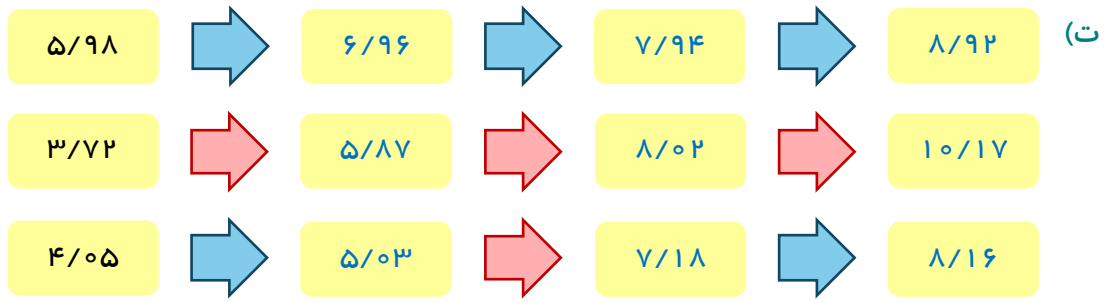 ت) ۵/۹۸ ۶/۹۶ ۷/۹۴ ۸/۹۲
۳/۷۲ ۵/۸۷ ۸/۰۲ ۱۰/۱۷
۴/۰۵ ۵/۰۳ ۷/۱۸ ۸/۱۶